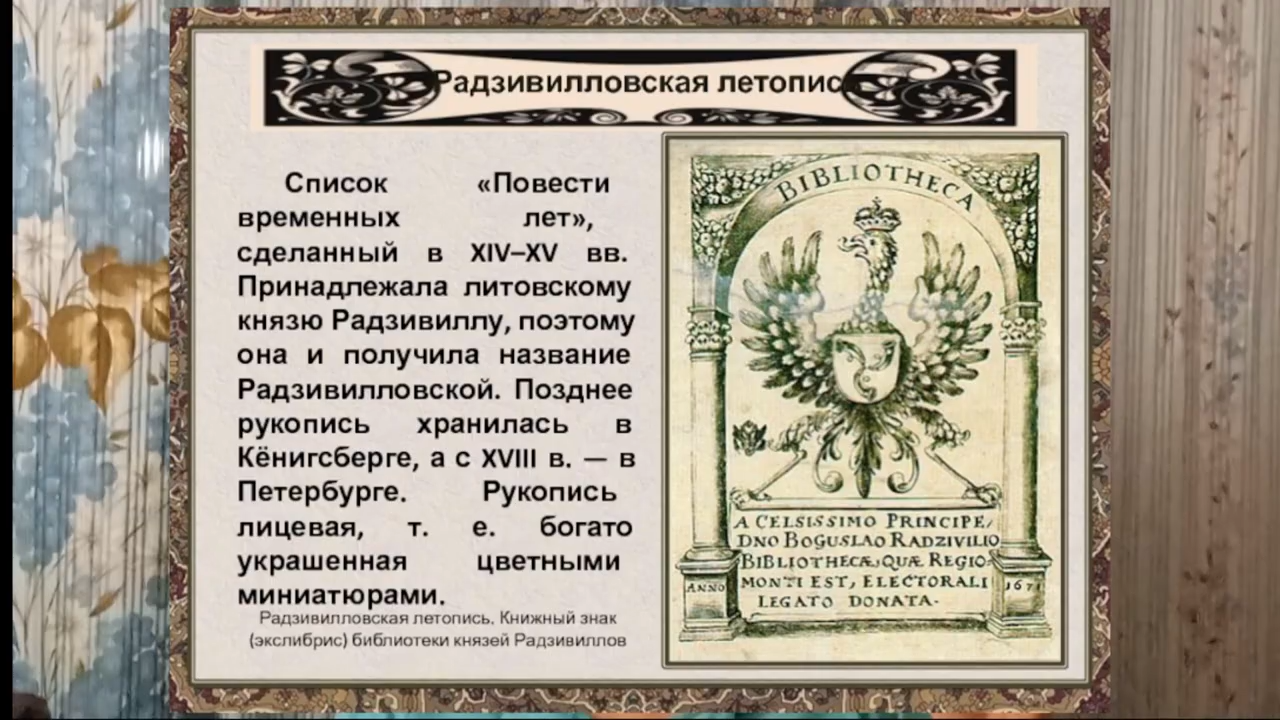 Радзивилловская летопис
Список «Повести
временных лет»,
сделанный в XIV–XV вв.
Принадлежала литовскому
князю Радзивиллу, поэтому
она и получила название
Радзивилловской. Позднее
рукопись хранилась в
Кёнигсберге, а с XVIII в. — в
Петербурге. Рукопись
лицевая, т. е. богато
украшенная цветными
миниатюрами.
Радзивилловская летопись. Книжный знак
(экслибрис) библиотеки князей Радзивиллов
BIBLIOTHECA
A CELSISSIMO PRINCIPE,
DNO BOGUSLAO RADZIVILIO
BIBLIOTHECÆ, QUÆ REGIO-
MONTI EST, ELECTORALI
LEGATO DONATA.
ANNO 1671